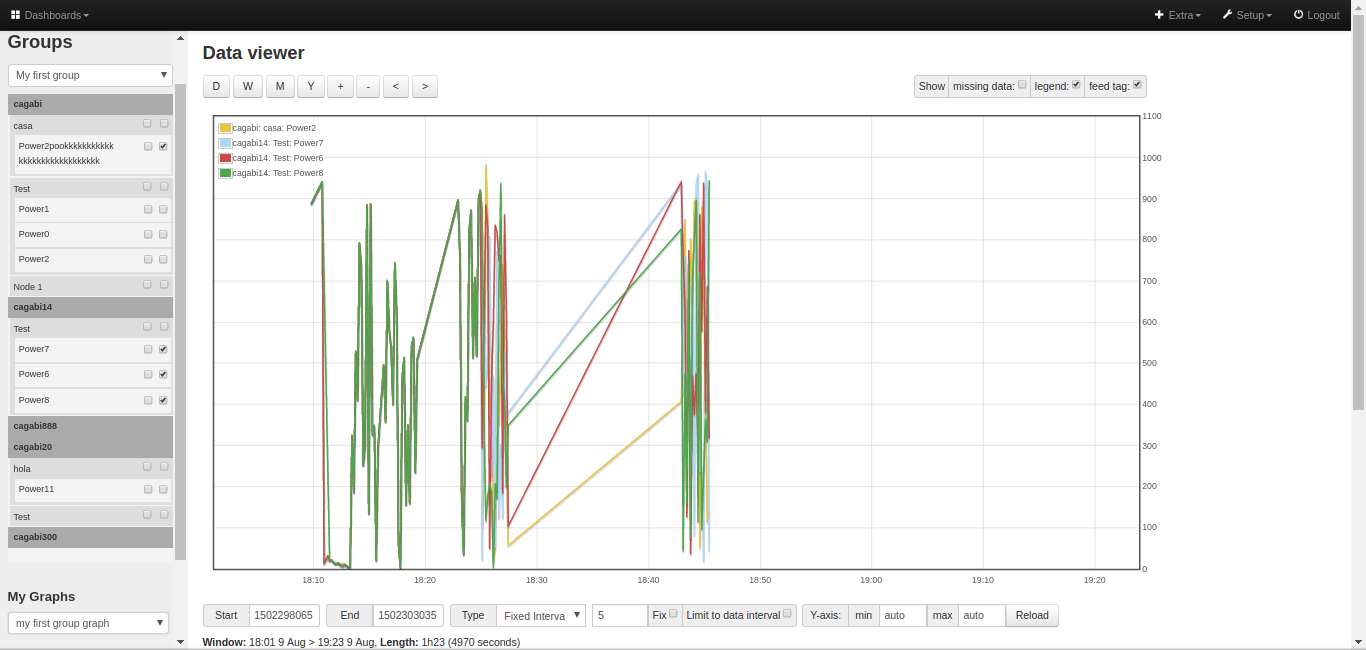 Dashboards Extra Setup Logout
Groups
My first group
cagabi
casa
Power2pookkkkkkkkkkk
kkkkkkkkkkkkkkkkkk
Test
Power1
Power0
Power2
Node 1
cagabi14
Test
Power7
Power6
Power8
cagabi888
cagabi20
hola
Power11
Test
cagabi300
My Graphs
my first group graph
Data viewer
D W M Y + - < >
Show missing data: legend: feed tag:
cagabi: casa: Power2
cagabi14: Test: Power7
cagabi14: Test: Power6
cagabi14: Test: Power8
1100
1000
900
800
700
600
500
400
300
200
100
0
18:10 18:20 18:30 18:40 18:50 19:00 19:10 19:20
Start 1502298065 End 1502303035 Type Fixed Interva 5 Fix Limit to data interval Y-axis: min auto max auto Reload
Window: 18:01 9 Aug > 19:23 9 Aug, Length: 1h23 (4970 seconds)